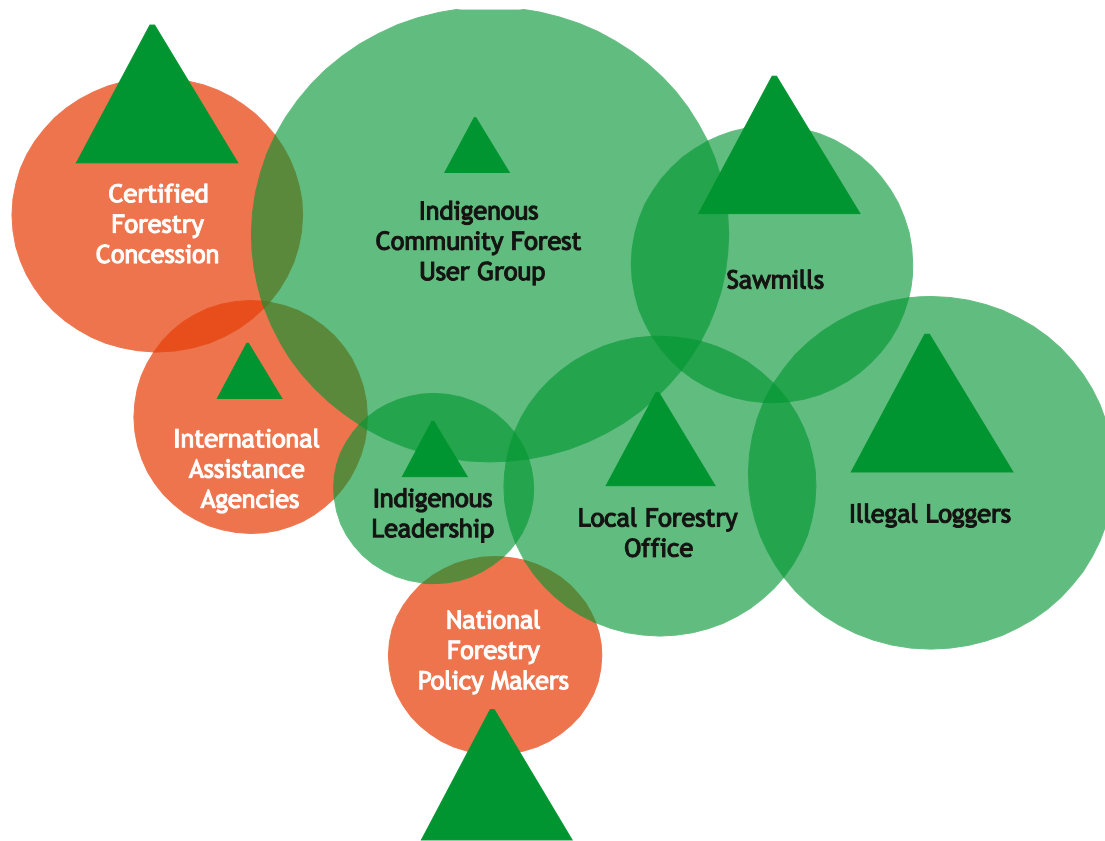 Certified
Forestry
Concession
Indigenous
Community Forest
User Group
Sawmills
International
Assistance
Agencies
Indigenous
Leadership
Local Forestry
Office
Illegal Loggers
National
Forestry
Policy Makers